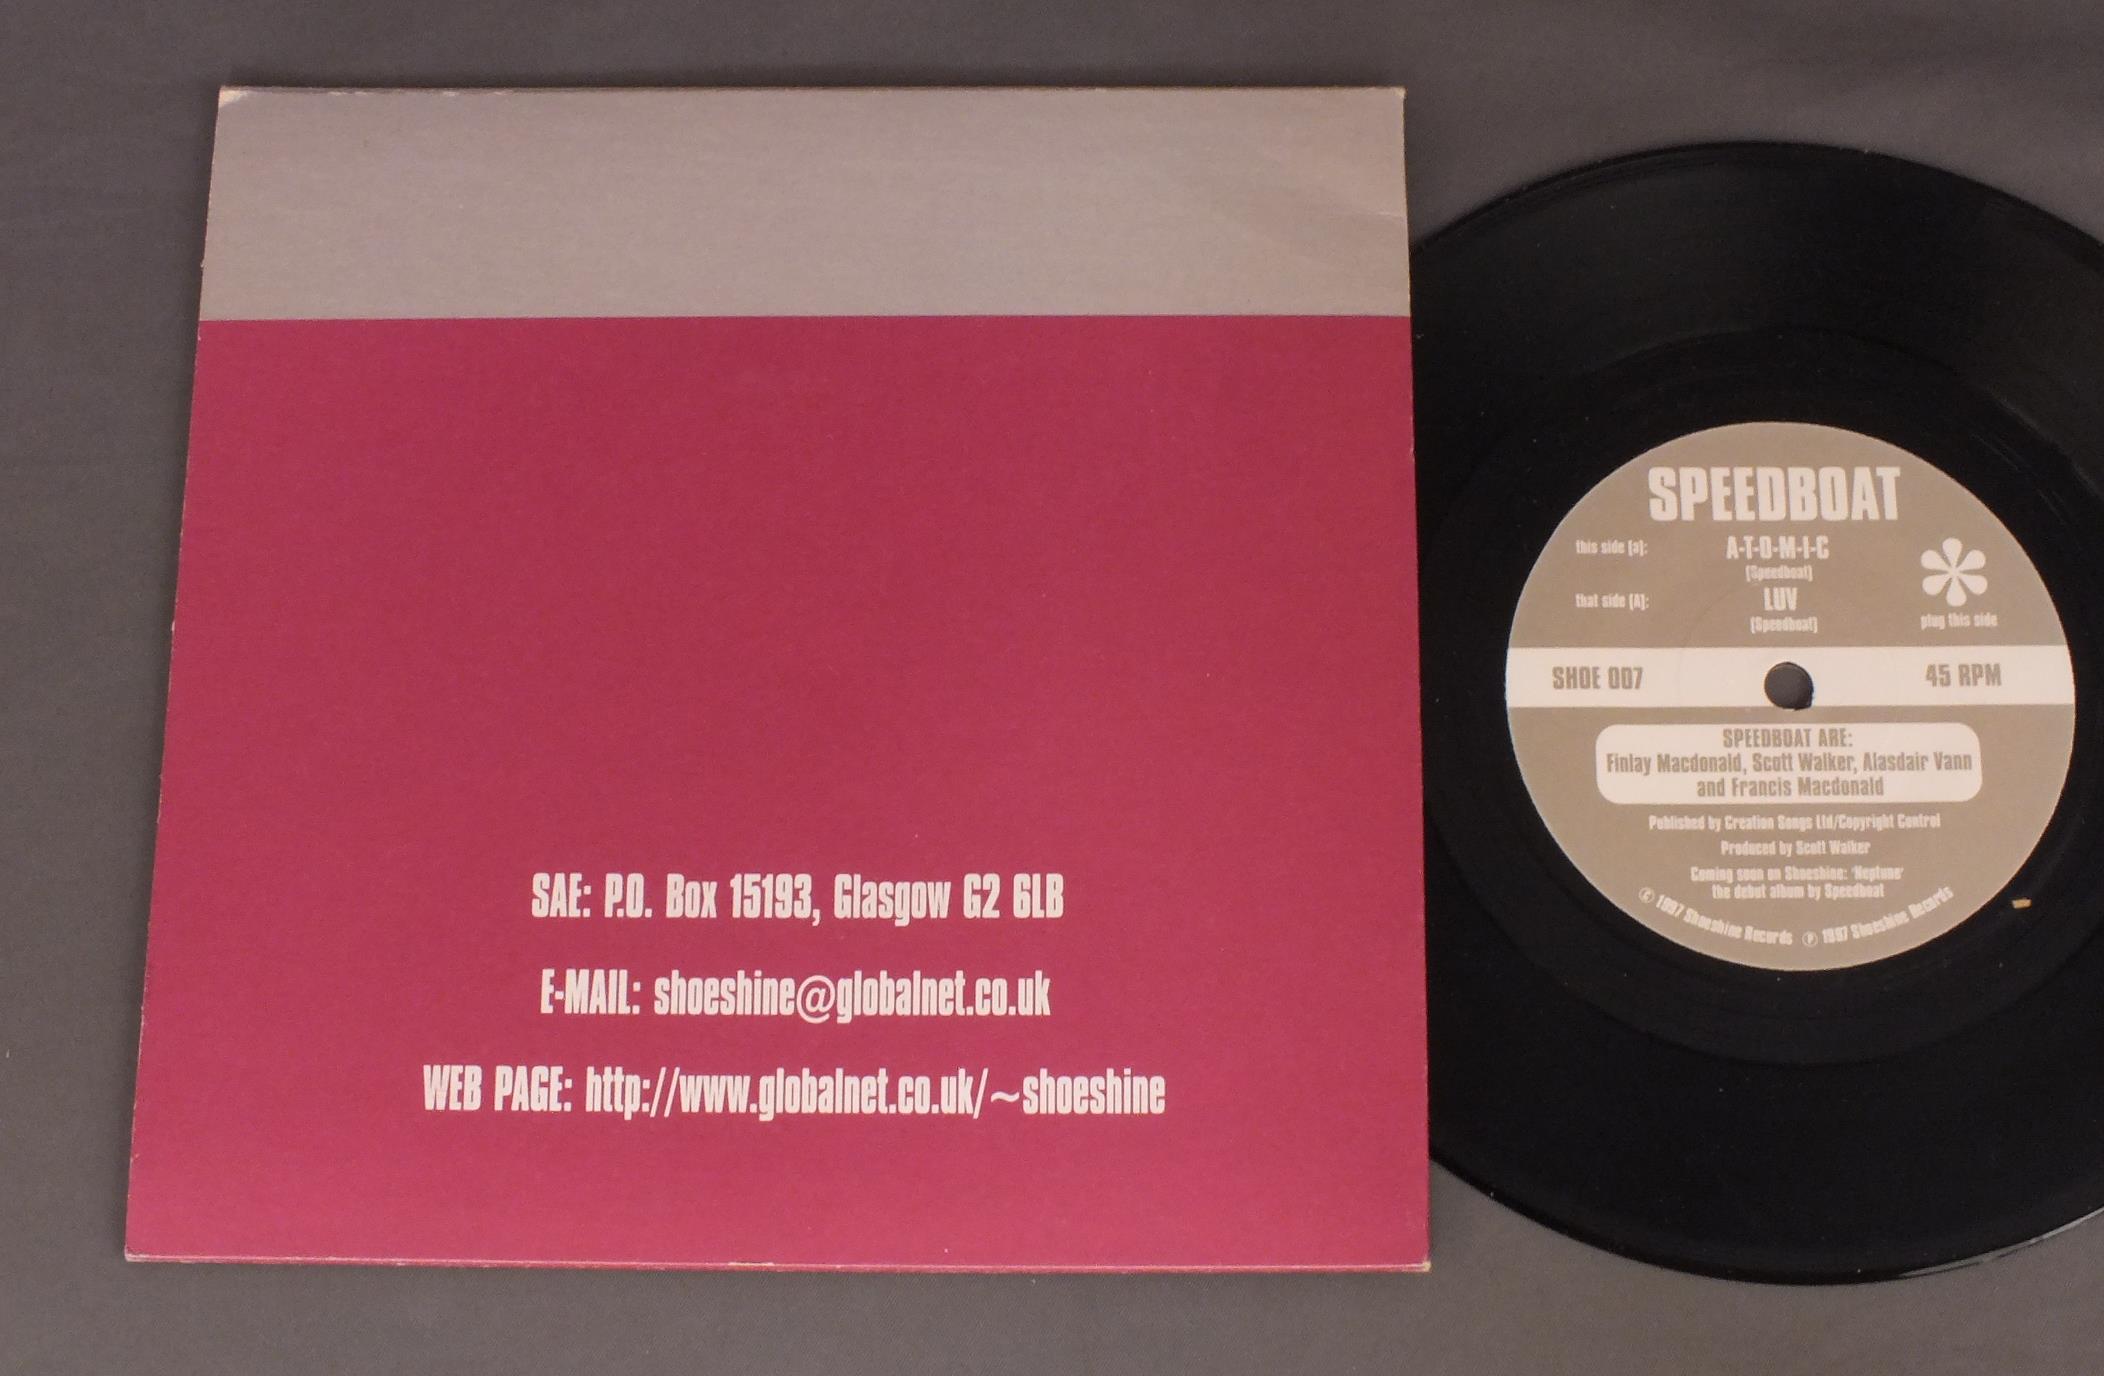 SAE: P.O. Box 15193, Glasgow G2 6LB
E-MAIL: shoeshine@globalnet.co.uk
WEB PAGE: http://www.globalnet.co.uk/~shoeshine
SPEEDBOAT
this side [a]: A-T-O-M-I-C
[Speedboat]
that side [A]: LUV
[Speedboat]
plug this side
SHOE 007 45 RPM
SPEEDBOAT ARE:
Finlay Macdonald, Scott Walker, Alasdair Vann
and Francis Macdonald
Published by Creation Songs Ltd/Copyright Control
Produced by Scott Walker
Coming soon on Shoeshine: 'Neptune'
the debut album by Speedboat
© 1997 Shoeshine Records ℗ 1997 Shoeshine Records